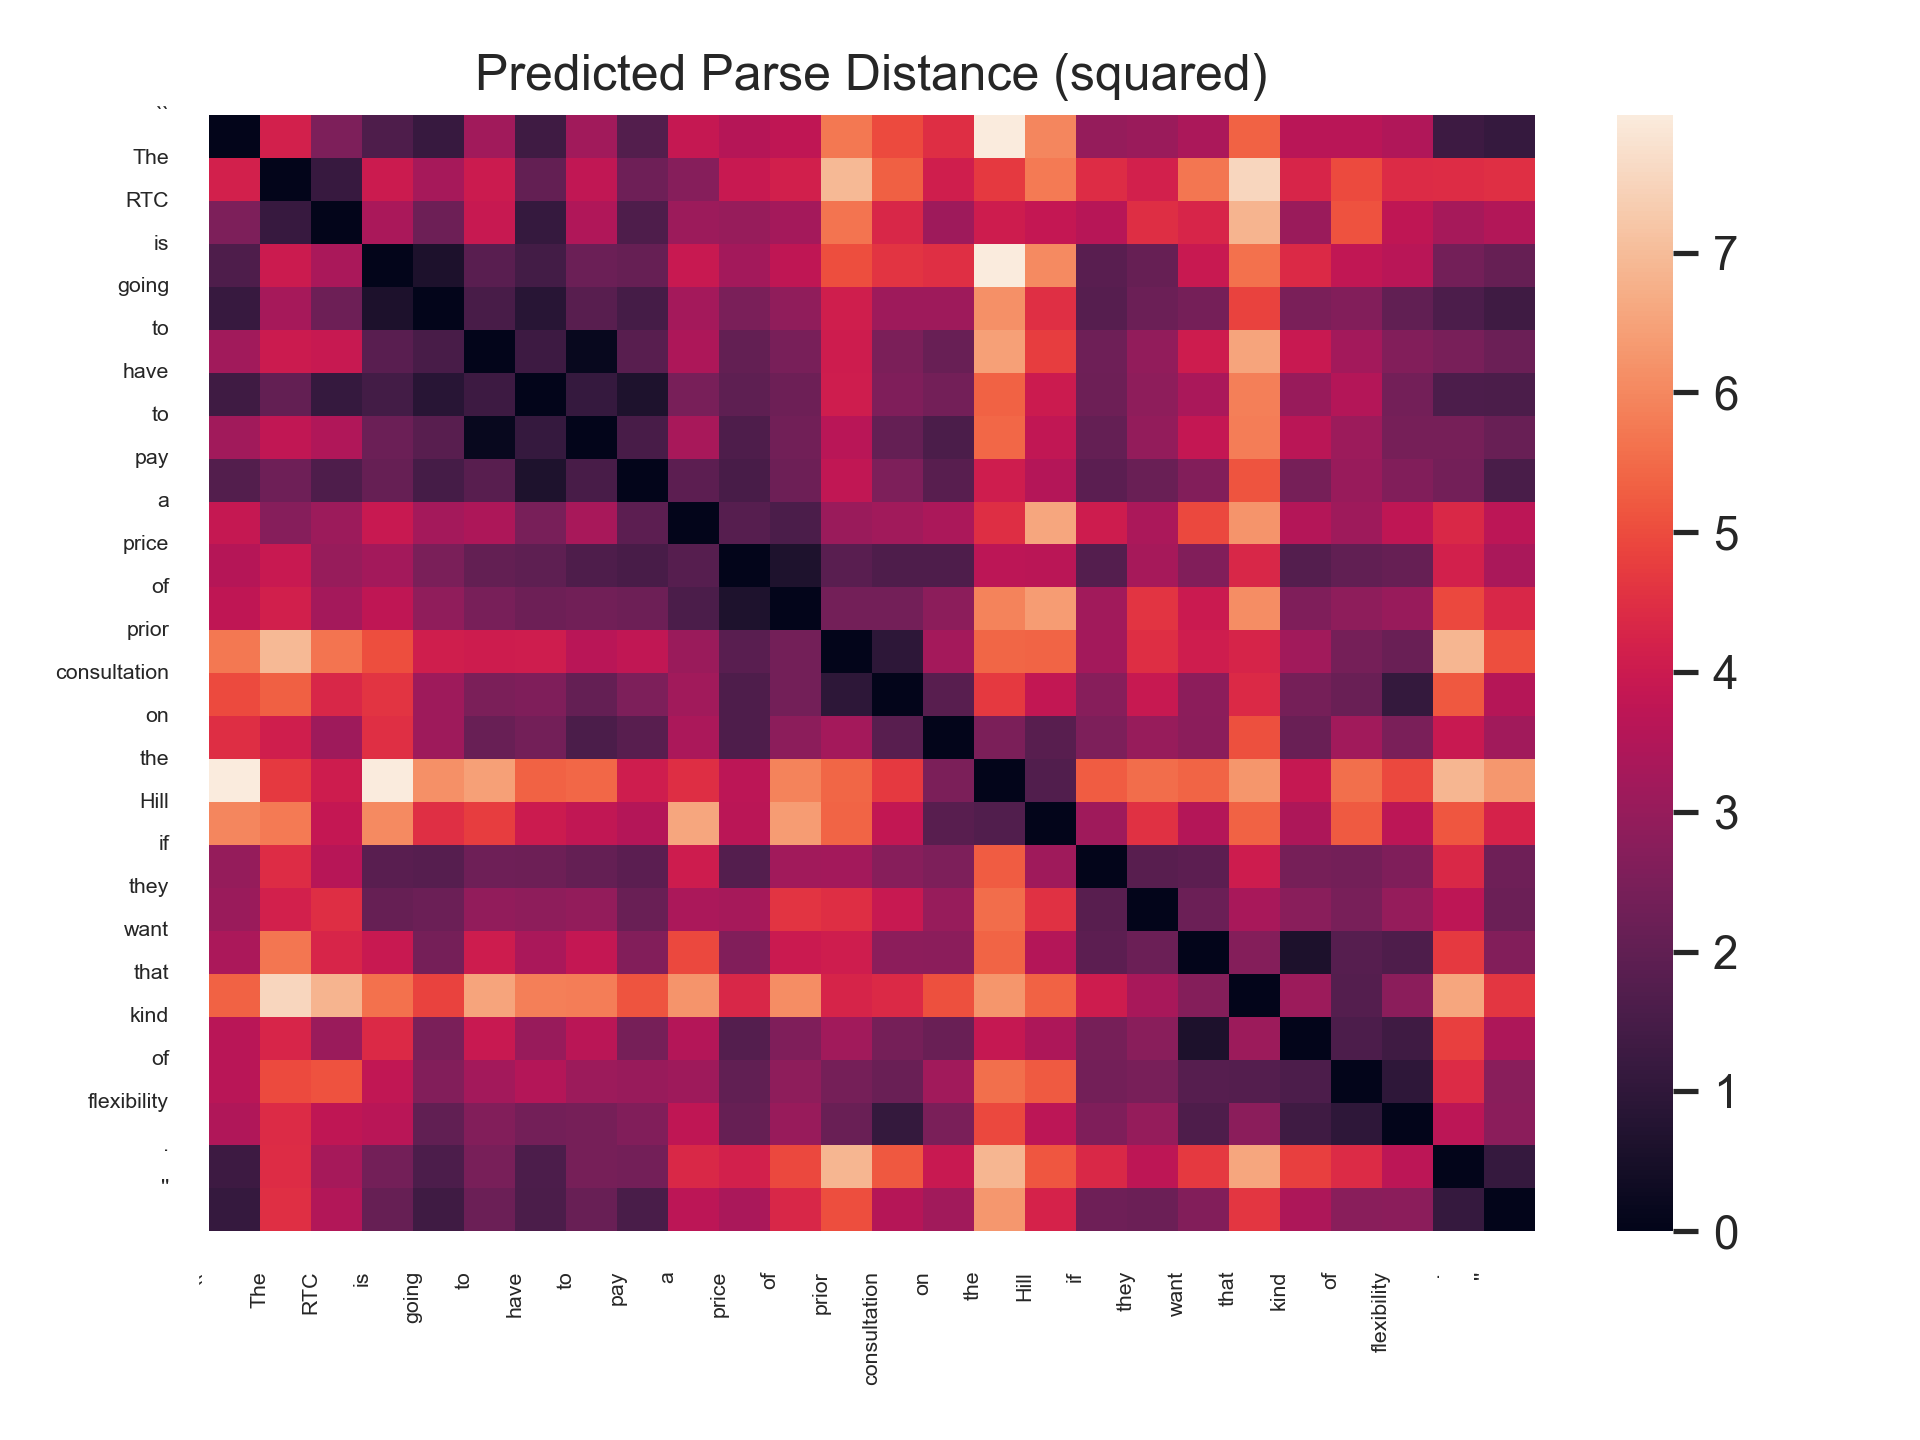 Predicted Parse Distance (squared)
``
The
RTC
is
going
to
have
to
pay
a
price
of
prior
consultation
on
the
Hill
if
they
want
that
kind
of
flexibility
.
"
7
6
5
4
3
2
1
0
`` The RTC is going to have to pay a price of prior consultation on the Hill if they want that kind of flexibility . "